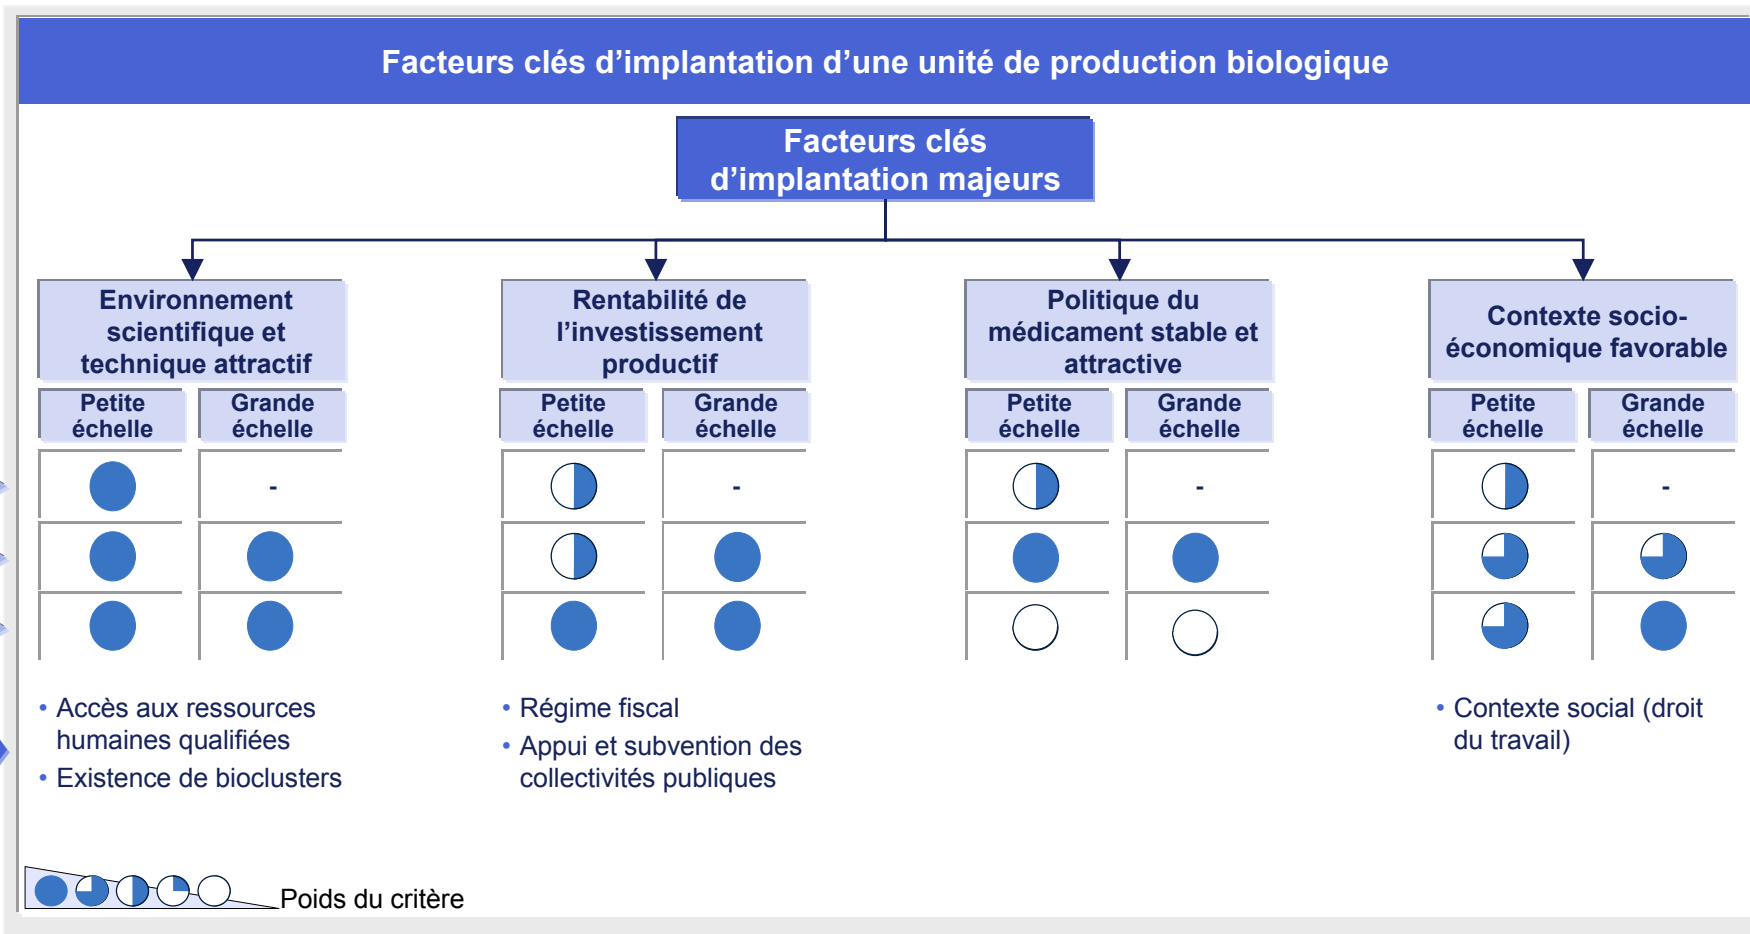 Facteurs clés d’implantation d’une unité de production biologique
Facteurs clés
d’implantation majeurs
Environnement
scientifique et
technique attractif
Petite
échelle
Grande
échelle
-
• Accès aux ressources
humaines qualifiées
• Existence de bioclusters
Rentabilité de
l’investissement
productif
Petite
échelle
Grande
échelle
-
• Régime fiscal
• Appui et subvention des
collectivités publiques
Politique du
médicament stable et
attractive
Petite
échelle
Grande
échelle
-
Contexte socio-
économique favorable
Petite
échelle
Grande
échelle
-
• Contexte social (droit
du travail)
Poids du critère